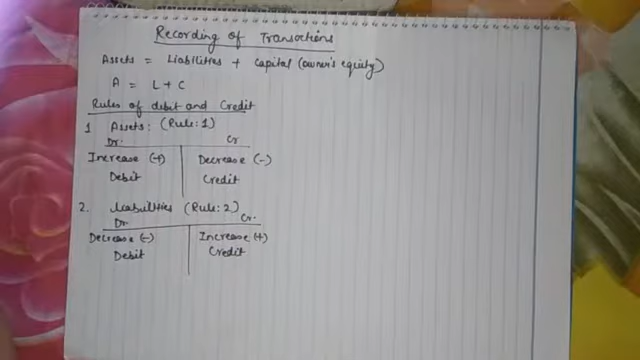 Recording of Transactions
Assets = Liabilities + Capital (owner's equity)
A = L + C
Rules of debit and Credit
1 Assets: (Rule: 1)
Dr. Cr
Increase (+) Decrease (-)
Debit Credit
2. Liabilities (Rule: 2)
Dr. Cr.
Decrease (-) Increase (+)
Debit Credit